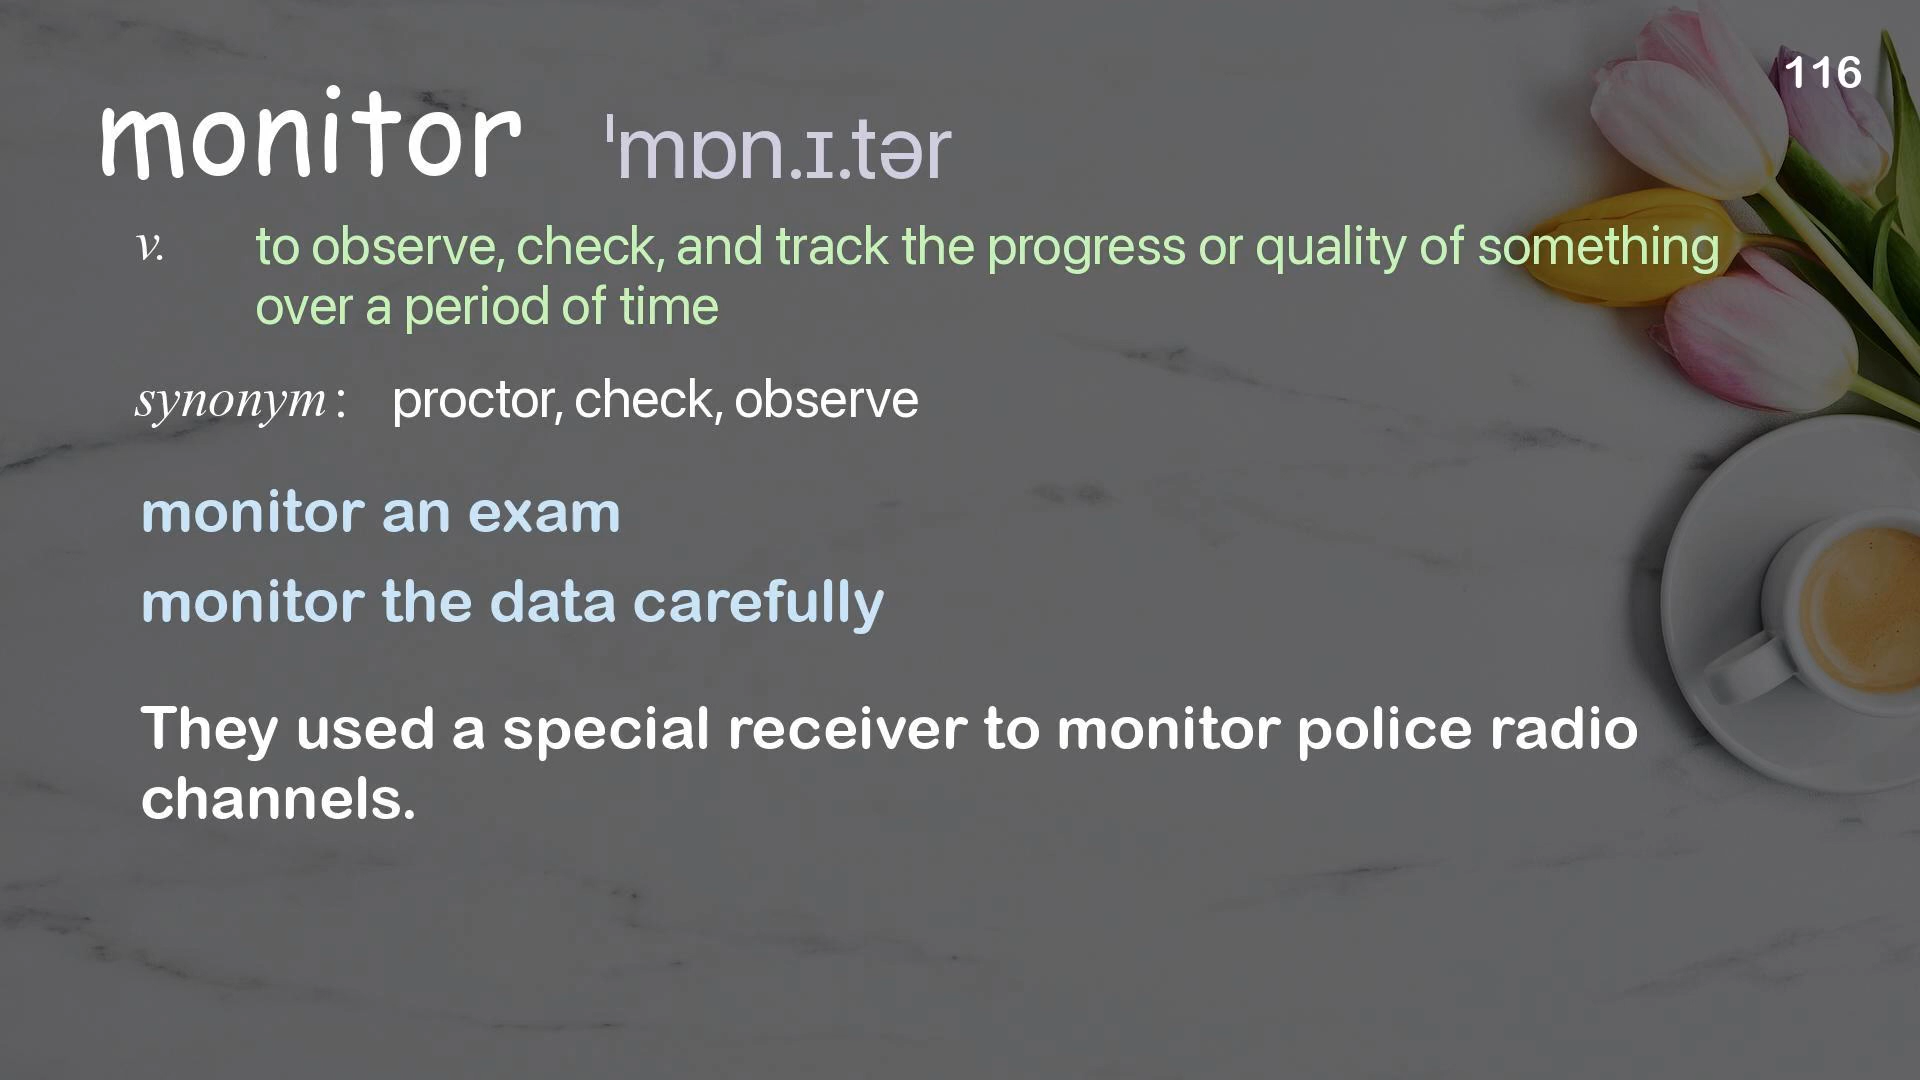 116
monitor ˈmɒn.ɪ.tər
v. to observe, check, and track the progress or quality of something
over a period of time
synonym: proctor, check, observe
monitor an exam
monitor the data carefully
They used a special receiver to monitor police radio
channels.